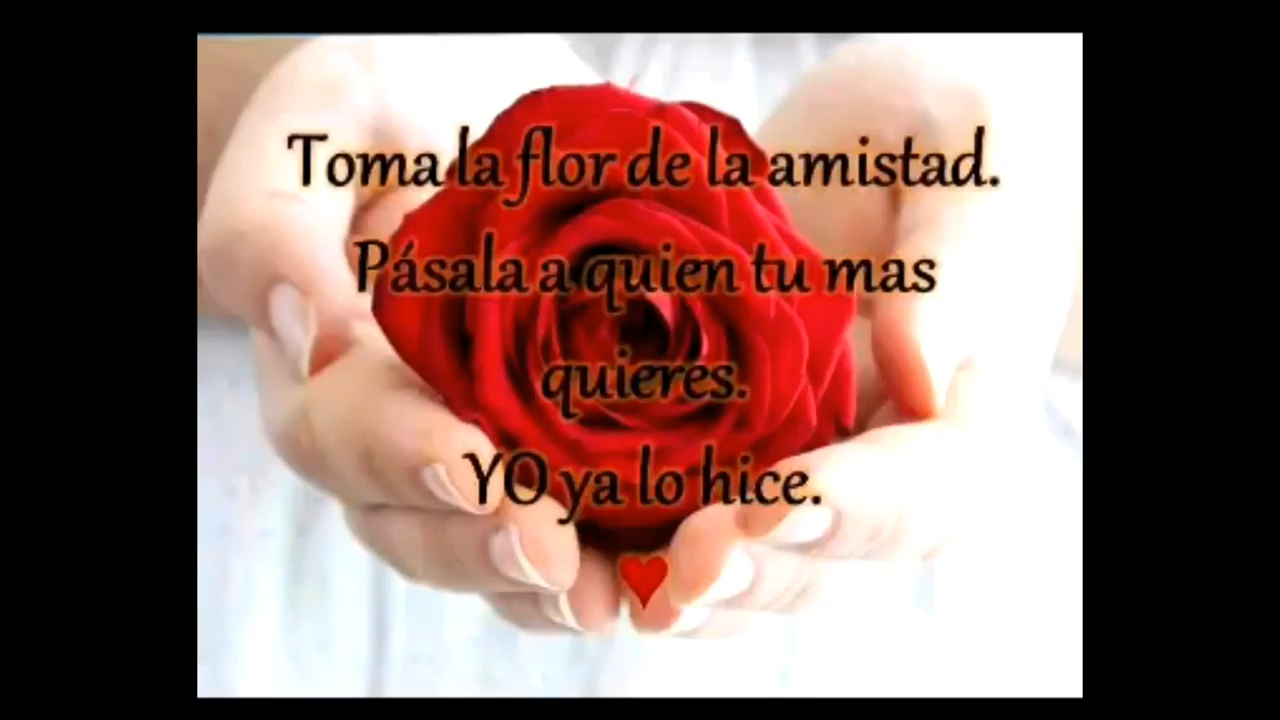 Toma la flor de la amistad.
Pásala a quien tu mas
quieres.
YO ya lo hice.